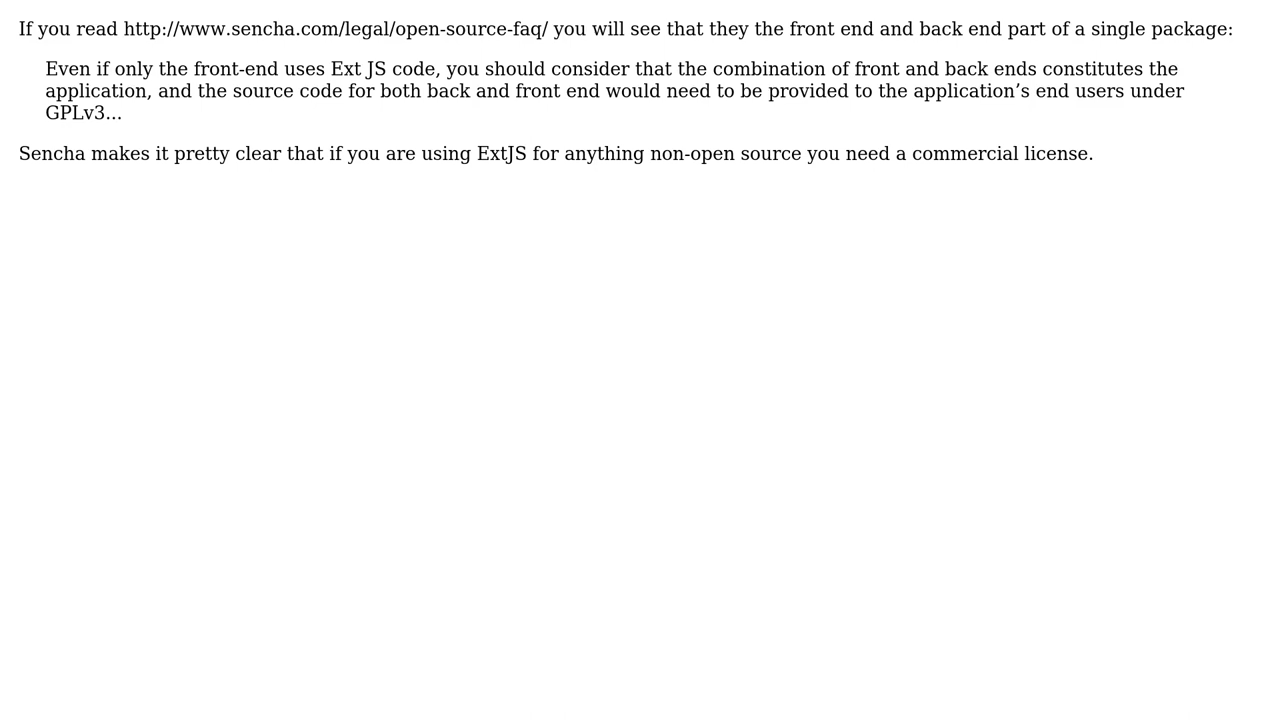 If you read http://www.sencha.com/legal/open-source-faq/ you will see that they the front end and back end part of a single package:
Even if only the front-end uses Ext JS code, you should consider that the combination of front and back ends constitutes the
application, and the source code for both back and front end would need to be provided to the application’s end users under
GPLv3...
Sencha makes it pretty clear that if you are using ExtJS for anything non-open source you need a commercial license.